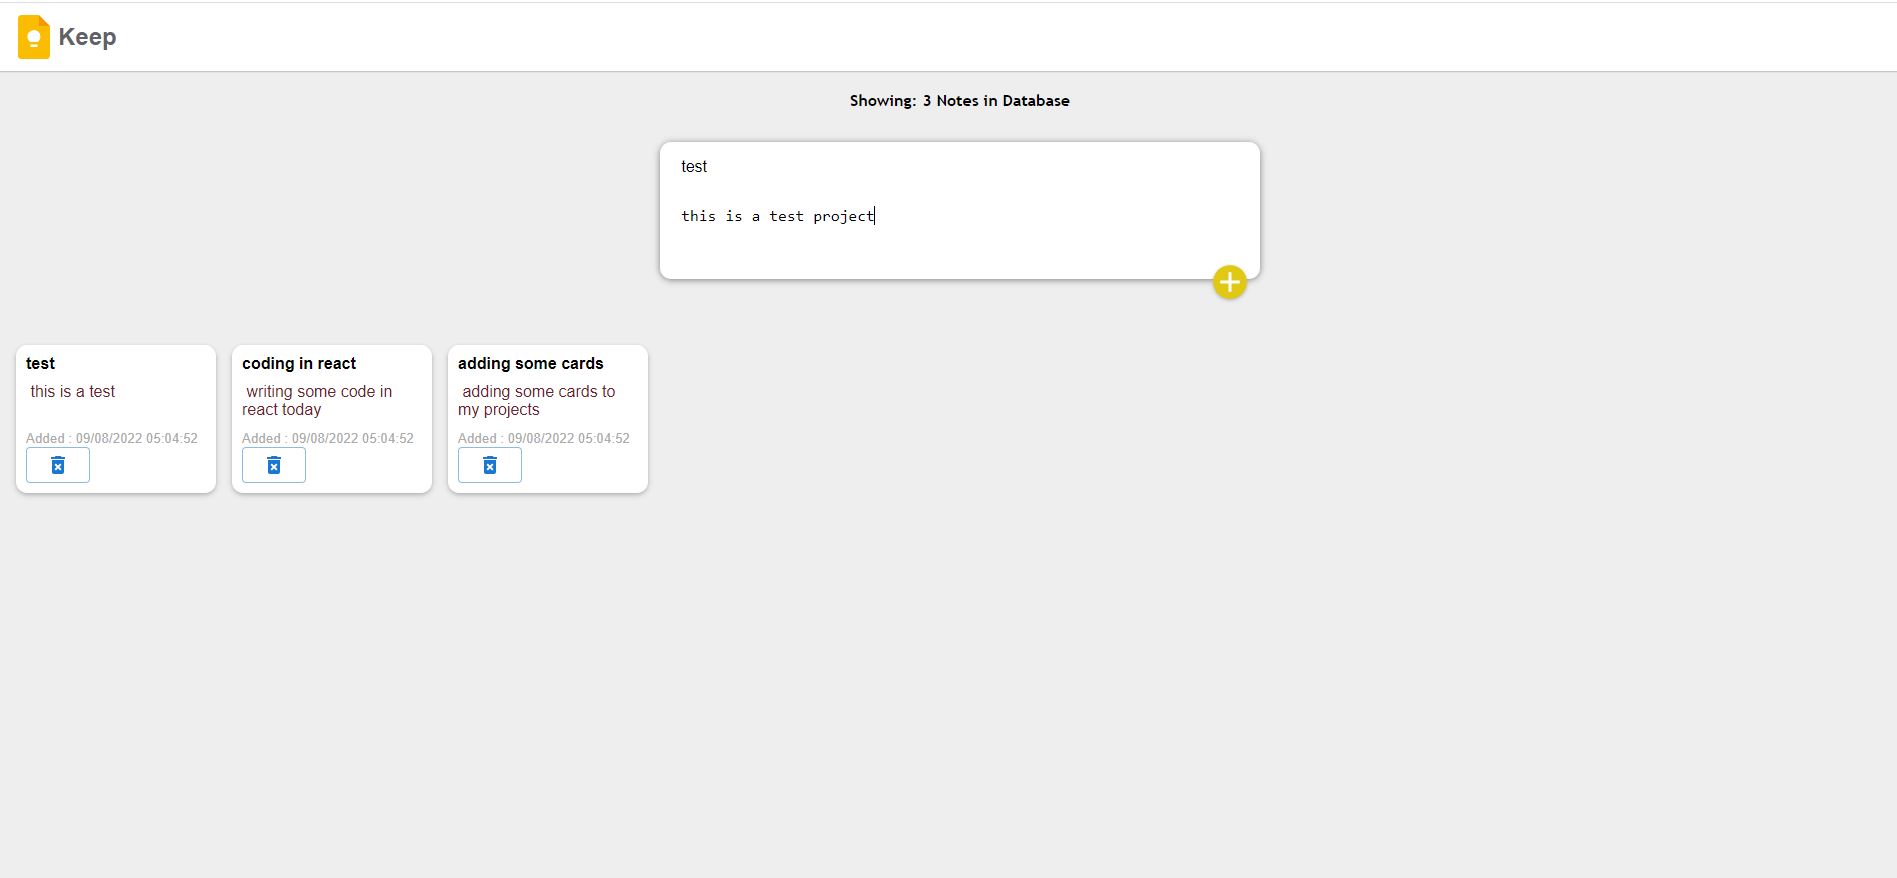 Keep
Showing: 3 Notes in Database
test
this is a test project
test
this is a test
Added : 09/08/2022 05:04:52
coding in react
writing some code in
react today
Added : 09/08/2022 05:04:52
adding some cards
adding some cards to
my projects
Added : 09/08/2022 05:04:52